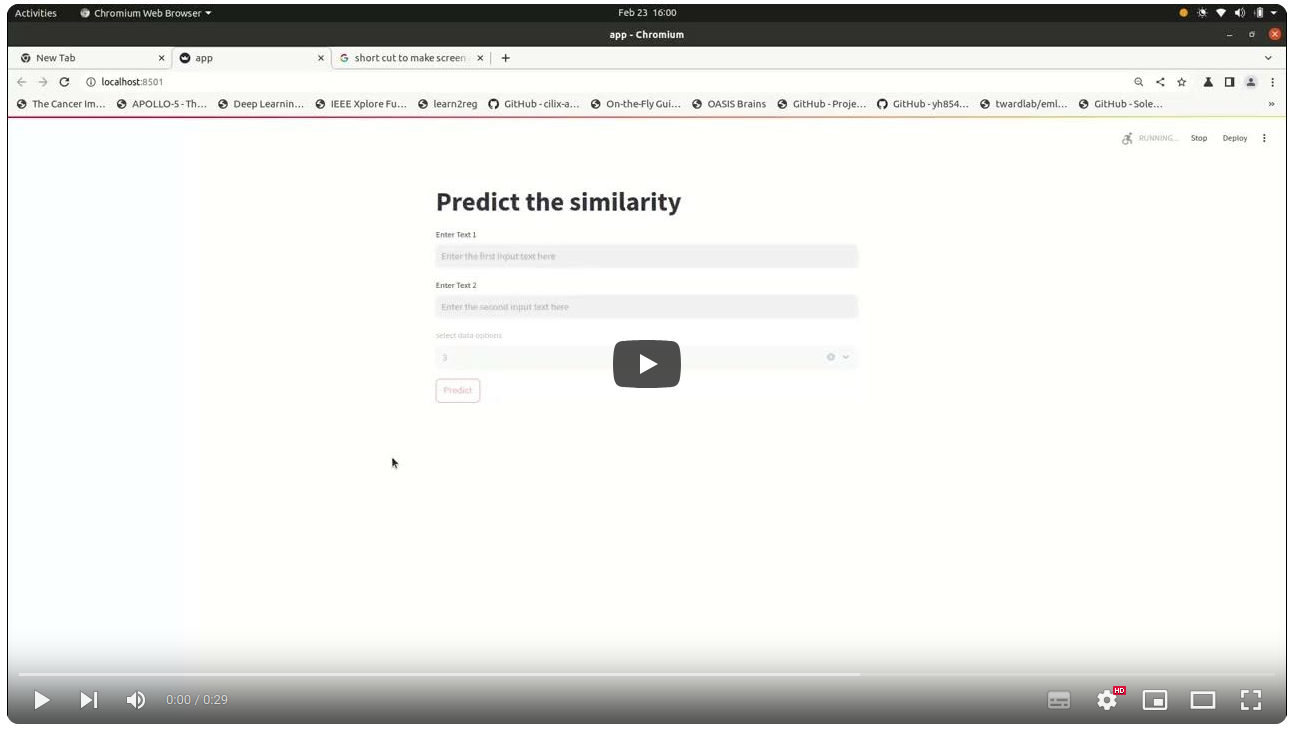 Activities Chromium Web Browser Feb 23 16:00
app - Chromium
New Tab app short cut to make screen
localhost:8501
The Cancer Im... APOLLO-5 - Th... Deep Learnin... IEEE Xplore Fu... learn2reg GitHub - cilix-a... On-the-Fly Gui... OASIS Brains GitHub - Proje... GitHub - yh854... twardlab/eml... GitHub - Sole... »
RUNNING... Stop Deploy
Predict the similarity
Enter Text 1
Enter the first input text here
Enter Text 2
Enter the second input text here
select data options
3
Predict
0:00 / 0:29 HD